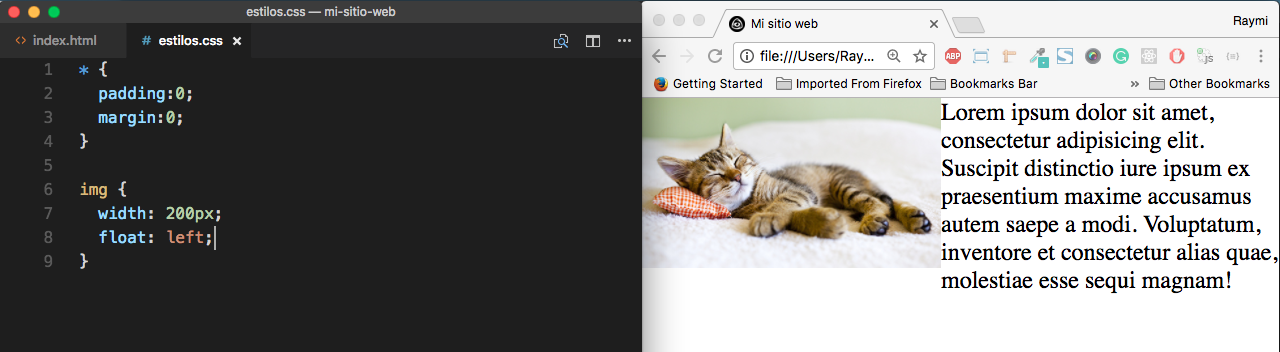 estilos.css — mi-sitio-web
index.html
# estilos.css
1 * {
2 padding:0;
3 margin:0;
4 }
5
6 img {
7 width: 200px;
8 float: left;
9 }
Mi sitio web
Raymi
file:///Users/Ray...
ABP
js
Getting Started
Imported From Firefox
Bookmarks Bar
»
Other Bookmarks
Lorem ipsum dolor sit amet,
consectetur adipisicing elit.
Suscipit distinctio iure ipsum ex
praesentium maxime accusamus
autem saepe a modi. Voluptatum,
inventore et consectetur alias quae,
molestiae esse sequi magnam!